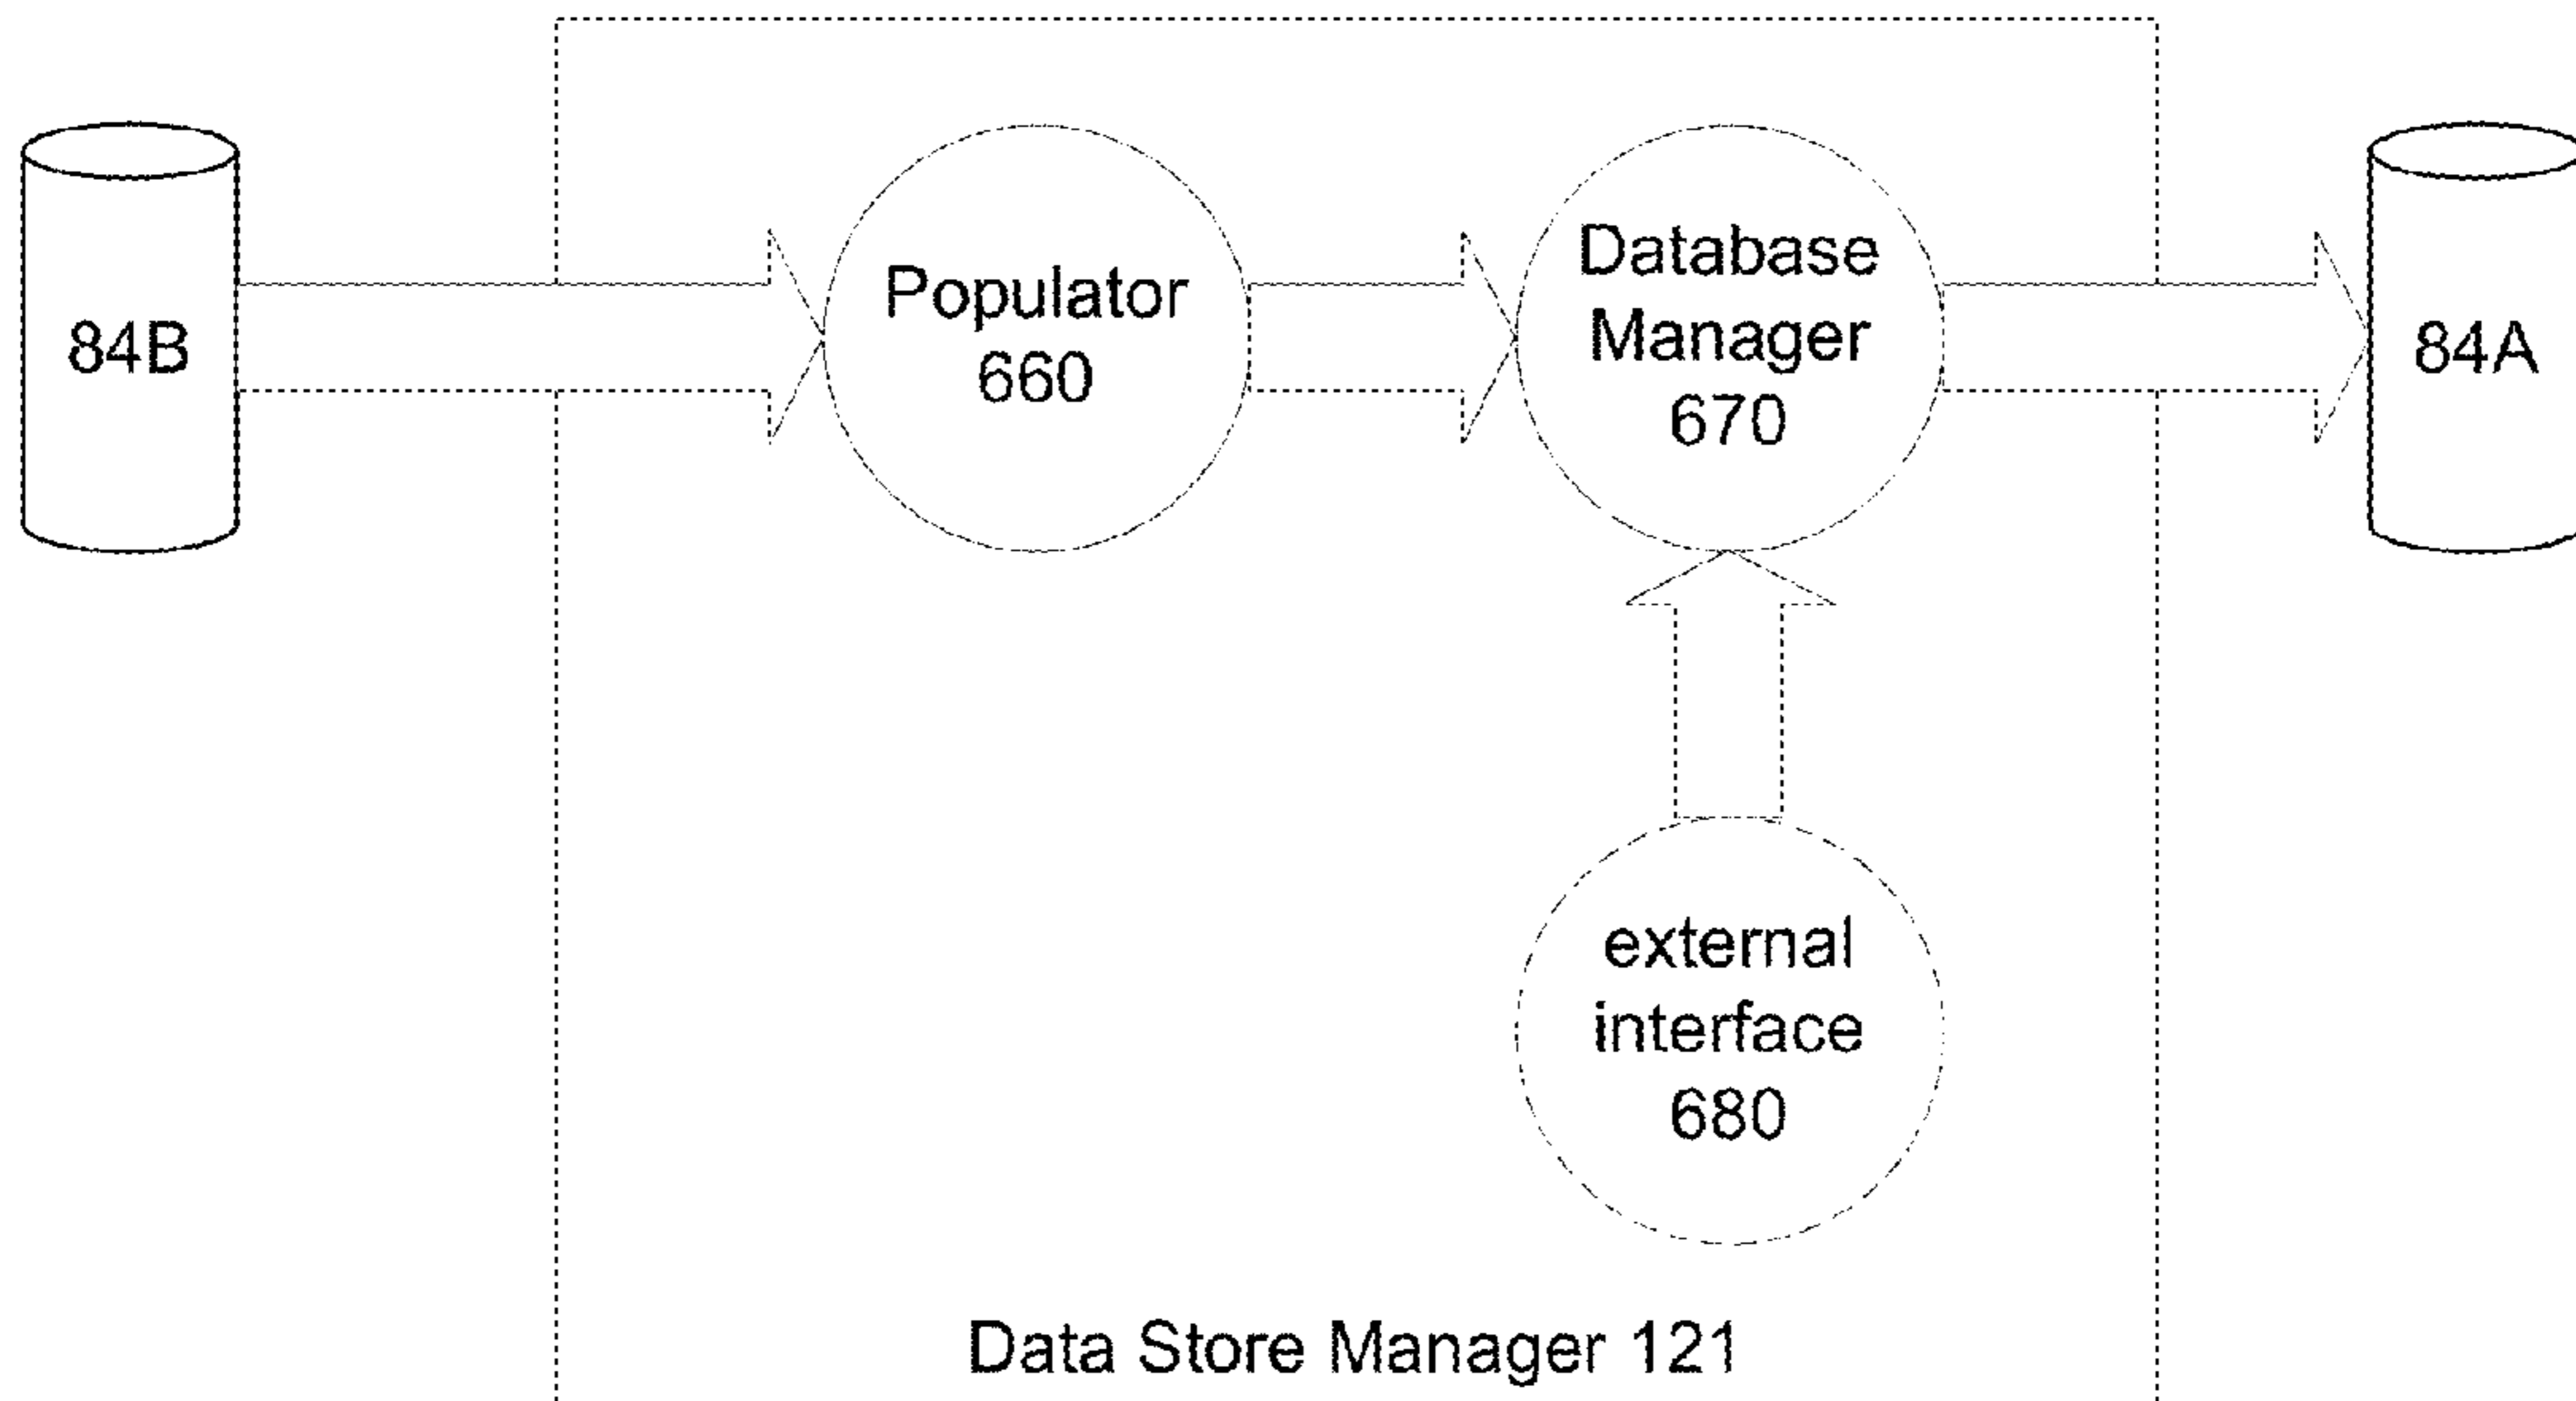 84B
Populator
660
Database
Manager
670
84A
external
interface
680
Data Store Manager 121